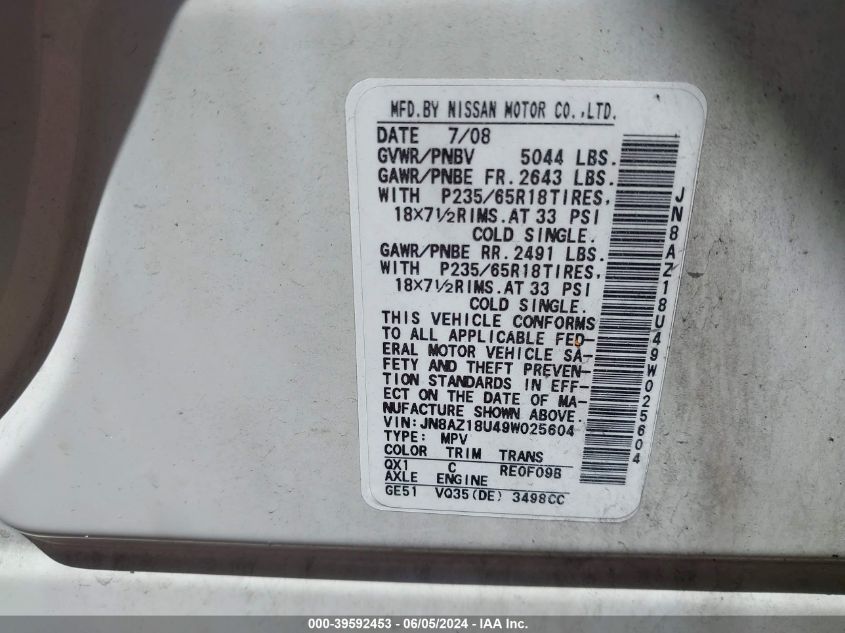 MFD.BY NISSAN MOTOR CO.,LTD.
DATE 7/08
GVWR/PNBV 5044 LBS.
GAWR/PNBE FR.2643 LBS.
WITH P235/65R18TIRES,
18×7½RIMS.AT 33 PSI
COLD SINGLE.
GAWR/PNBE RR.2491 LBS.
WITH P235/65R18TIRES,
18×7½RIMS.AT 33 PSI
COLD SINGLE.
THIS VEHICLE CONFORMS
TO ALL APPLICABLE FED-
ERAL MOTOR VEHICLE SA-
FETY AND THEFT PREVEN-
TION STANDARDS IN EFF-
ECT ON THE DATE OF MA-
NUFACTURE SHOWN ABOVE.
VIN:JN8AZ18U49W025604
TYPE: MPV
COLOR TRIM TRANS
QX1 C RE0F09B
AXLE ENGINE
GE51 VQ35(DE) 3498CC
JN8AZ18U49W025604
000-39592453 - 06/05/2024 - IAA Inc.